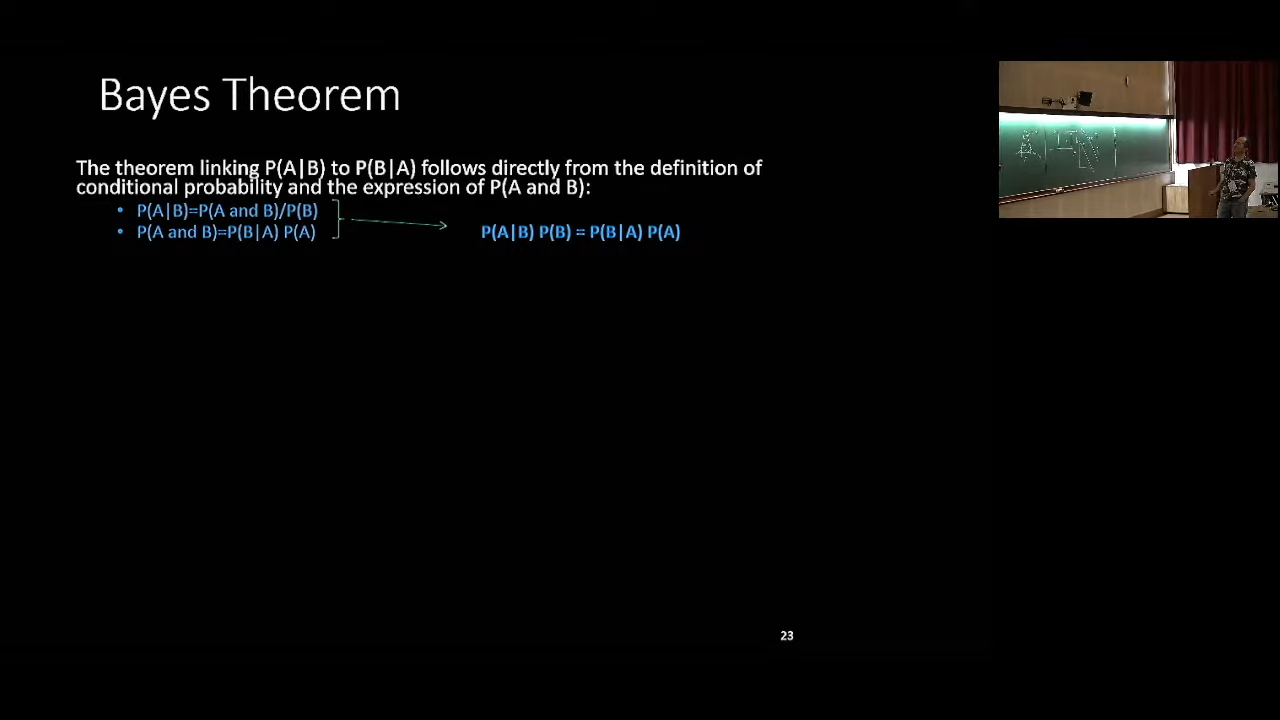 Bayes Theorem
The theorem linking P(A|B) to P(B|A) follows directly from the definition of
conditional probability and the expression of P(A and B):
• P(A|B)=P(A and B)/P(B)
• P(A and B)=P(B|A) P(A)
P(A|B) P(B) = P(B|A) P(A)
23